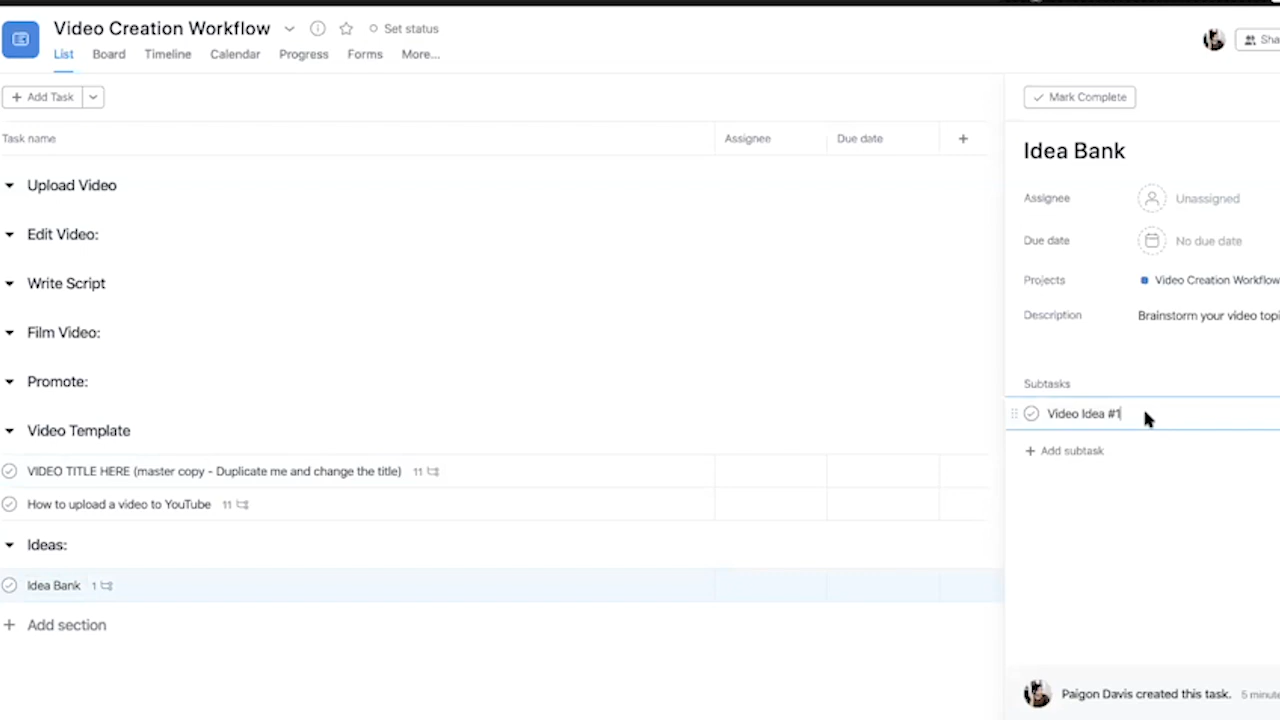 Video Creation Workflow
Set status
List Board Timeline Calendar Progress Forms More...
Sha
Add Task
Mark Complete
Task name Assignee Due date
Idea Bank
Upload Video
Assignee Unassigned
Edit Video:
Due date No due date
Write Script
Projects Video Creation Workflow
Description Brainstorm your video topi
Film Video:
Promote:
Subtasks
Video Idea #1
Add subtask
Video Template
VIDEO TITLE HERE (master copy - Duplicate me and change the title) 11
How to upload a video to YouTube 11
Ideas:
Idea Bank 1
Add section
Paigon Davis created this task. 5 minute